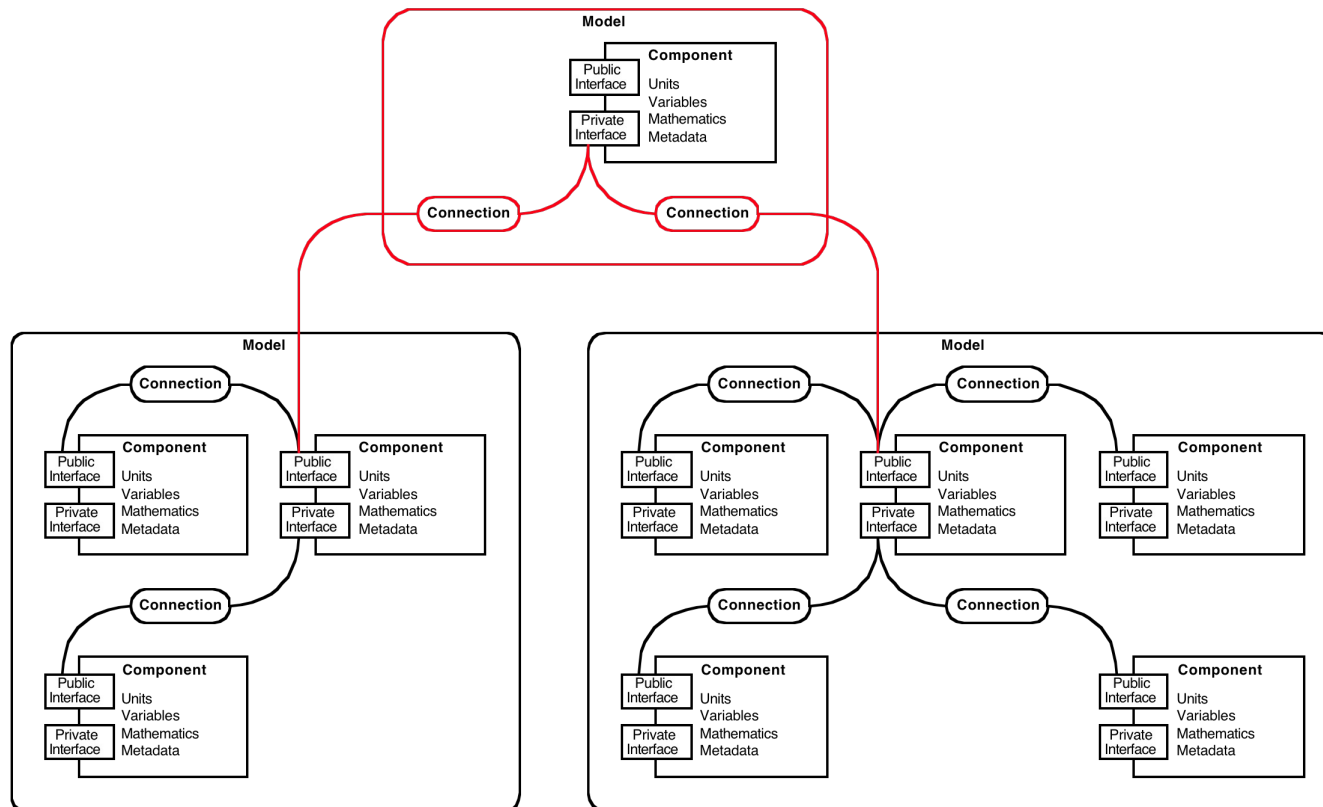 Model
Component
Public
Interface
Units
Variables
Private
Interface
Mathematics
Metadata
Connection
Connection
Model
Connection
Component
Public
Interface
Units
Variables
Private
Interface
Mathematics
Metadata
Component
Public
Interface
Units
Variables
Private
Interface
Mathematics
Metadata
Connection
Component
Public
Interface
Units
Variables
Private
Interface
Mathematics
Metadata
Model
Connection
Connection
Component
Public
Interface
Units
Variables
Private
Interface
Mathematics
Metadata
Component
Public
Interface
Units
Variables
Private
Interface
Mathematics
Metadata
Component
Public
Interface
Units
Variables
Private
Interface
Mathematics
Metadata
Connection
Connection
Component
Public
Interface
Units
Variables
Private
Interface
Mathematics
Metadata
Component
Public
Interface
Units
Variables
Private
Interface
Mathematics
Metadata